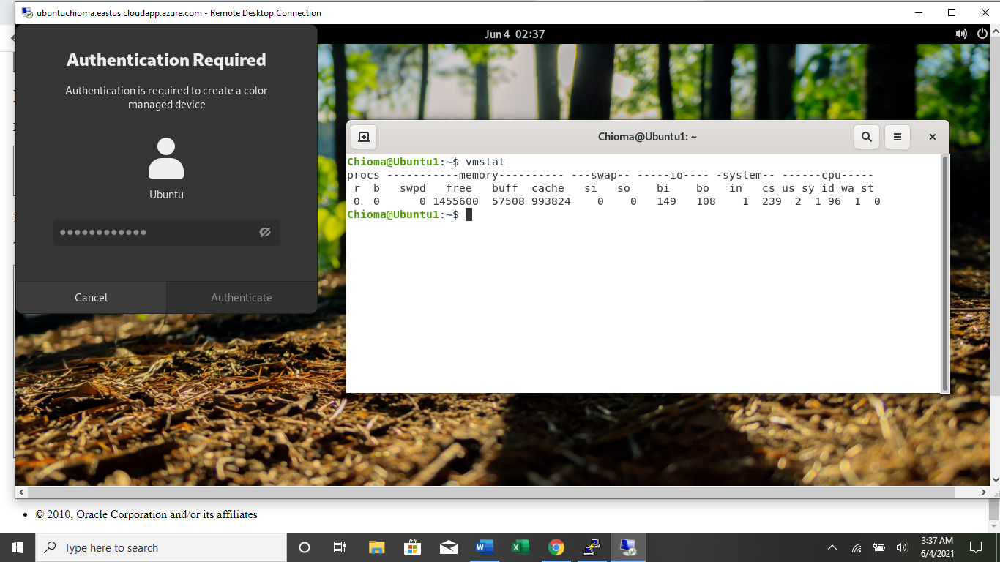 ubuntuchioma.eastus.cloudapp.azure.com - Remote Desktop Connection
Jun 4 02:37
Authentication Required
Authentication is required to create a color
managed device
Ubuntu
Cancel
Authenticate
Chioma@Ubuntu1: ~
Chioma@Ubuntu1:~$ vmstat
procs -----------memory---------- ---swap-- -----io---- -system-- ------cpu-----
 r  b   swpd   free   buff  cache   si   so    bi    bo   in   cs us sy id wa st
 0  0      0 1455600  57508 993824    0    0   149   108    1  239  2  1 96  1  0
Chioma@Ubuntu1:~$
• © 2010, Oracle Corporation and/or its affiliates
Type here to search
3:37 AM
6/4/2021